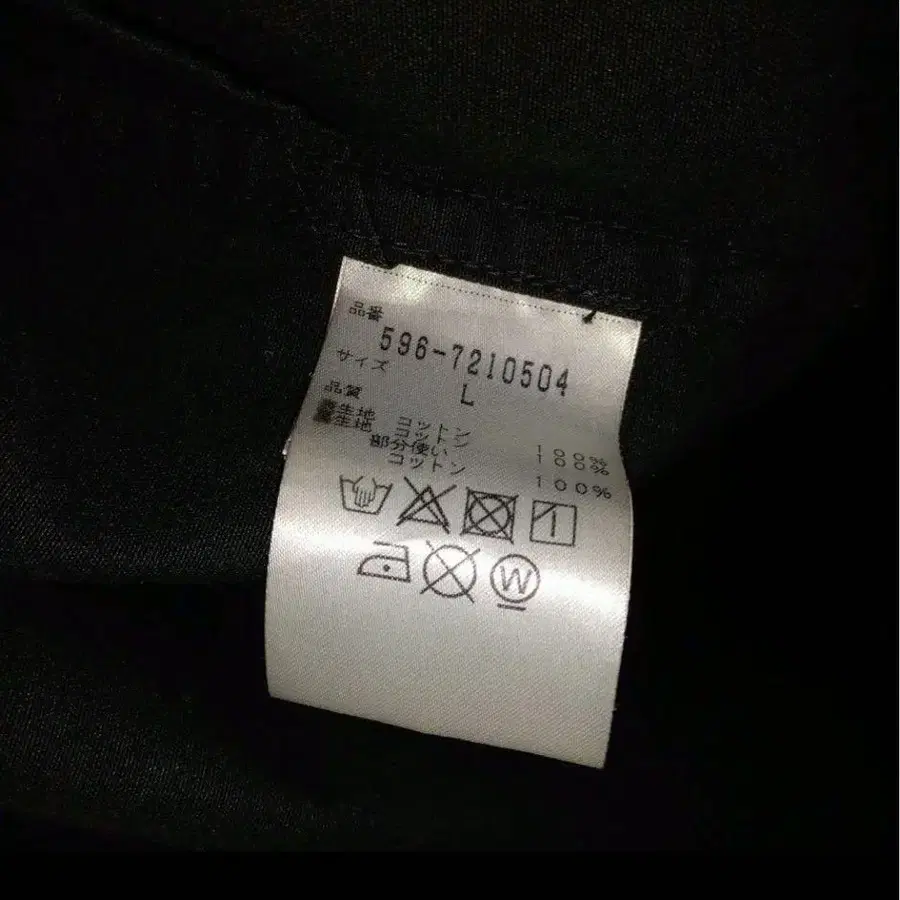 品番
596-7210504
サイズ
L
品質
生地 コットン 100%
生地 コットン 100%
部分使い
コットン 100%
W